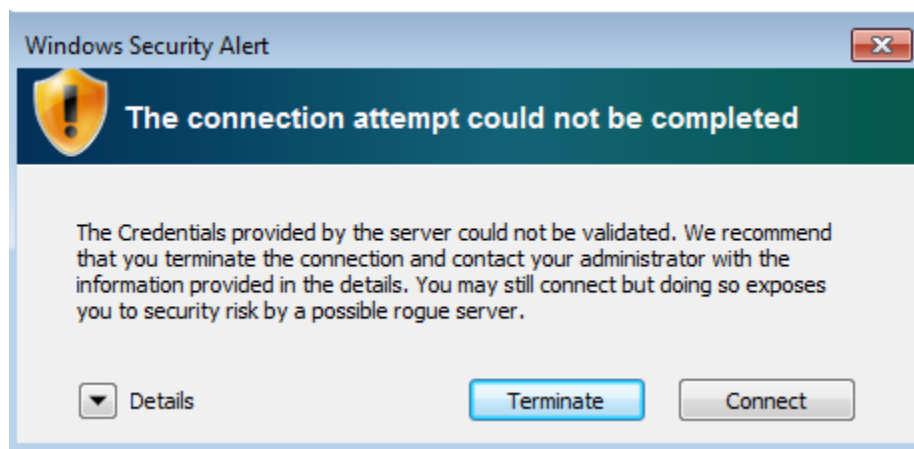 Windows Security Alert
The connection attempt could not be completed
The Credentials provided by the server could not be validated. We recommend
that you terminate the connection and contact your administrator with the
information provided in the details. You may still connect but doing so exposes
you to security risk by a possible rogue server.
Details Terminate Connect